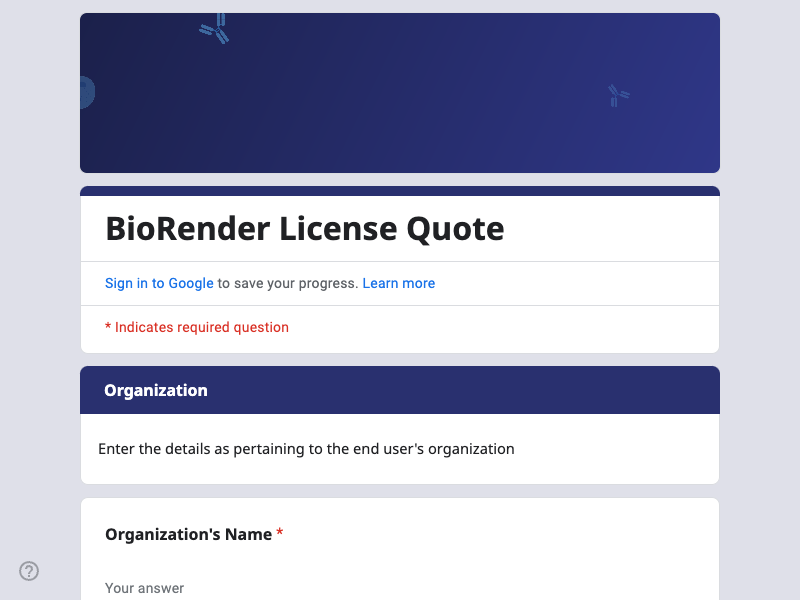 BioRender License Quote
Sign in to Google to save your progress. Learn more
* Indicates required question
Organization
Enter the details as pertaining to the end user's organization
Organization's Name *
Your answer